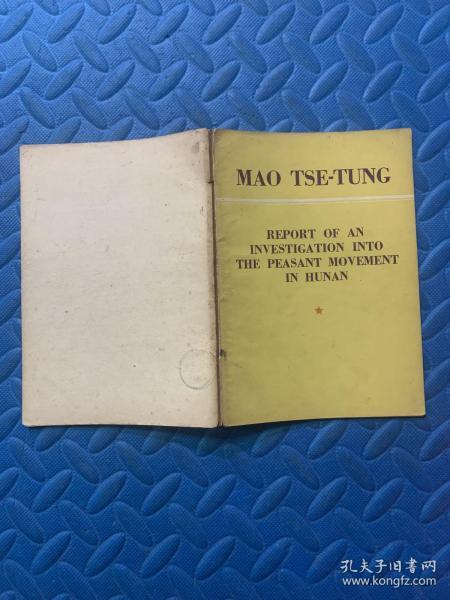 MAO TSE-TUNG
REPORT OF AN
INVESTIGATION INTO
THE PEASANT MOVEMENT
IN HUNAN
孔夫子旧书网
www.kongfz.com